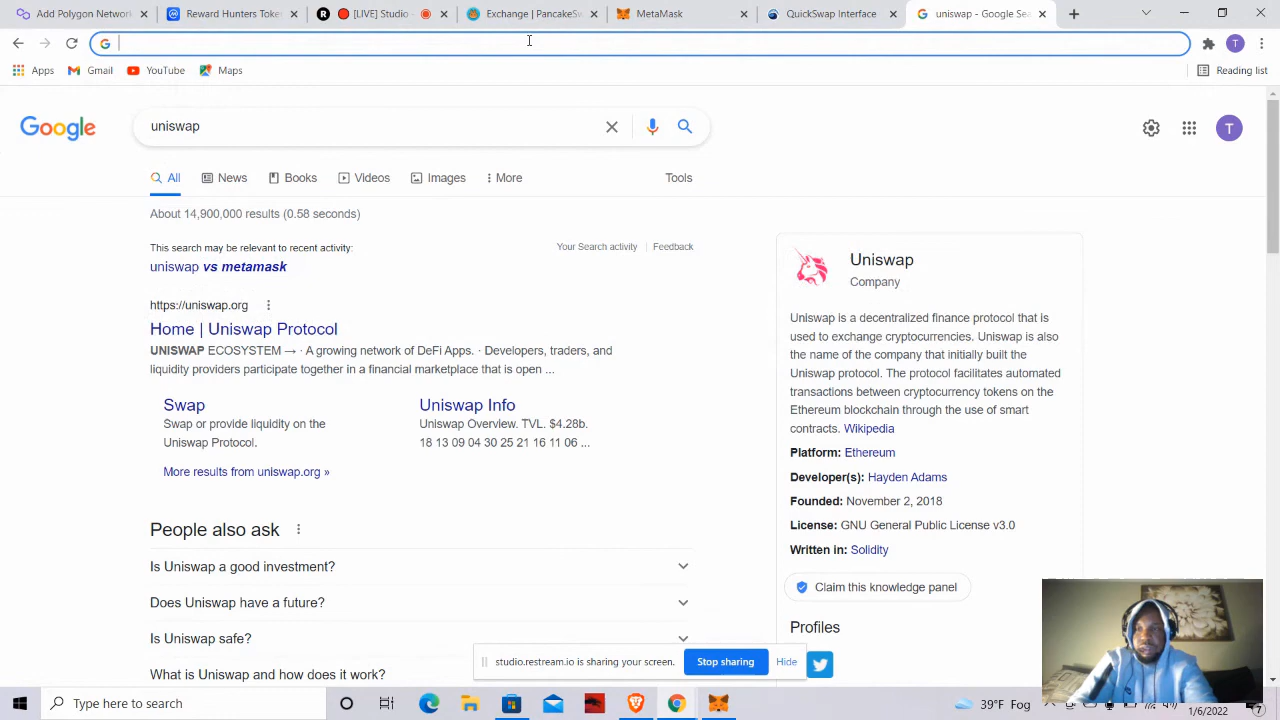 Add Polygon Network
Rush Hunters Token
[LIVE] Studio
Exchange | PancakeSw
MetaMask
QuickSwap Interface
uniswap - Google Sea
Apps
Gmail
YouTube
Maps
Reading list
Google
uniswap
T
All
News
Books
Videos
Images
More
Tools
About 14,900,000 results (0.58 seconds)
This search may be relevant to recent activity:
Your Search activity
Feedback
uniswap vs metamask
https://uniswap.org
Home | Uniswap Protocol
UNISWAP ECOSYSTEM → · A growing network of DeFi Apps. · Developers, traders, and
liquidity providers participate together in a financial marketplace that is open ...
Swap
Swap or provide liquidity on the
Uniswap Protocol.
Uniswap Info
Uniswap Overview. TVL. $4.28b.
18 13 09 04 30 25 21 16 11 06 ...
More results from uniswap.org »
People also ask
Is Uniswap a good investment?
Does Uniswap have a future?
Is Uniswap safe?
What is Uniswap and how does it work?
Uniswap
Company
Uniswap is a decentralized finance protocol that is
used to exchange cryptocurrencies. Uniswap is also
the name of the company that initially built the
Uniswap protocol. The protocol facilitates automated
transactions between cryptocurrency tokens on the
Ethereum blockchain through the use of smart
contracts. Wikipedia
Platform: Ethereum
Developer(s): Hayden Adams
Founded: November 2, 2018
License: GNU General Public License v3.0
Written in: Solidity
Claim this knowledge panel
Profiles
studio.restream.io is sharing your screen.
Stop sharing
Hide
Type here to search
39°F Fog
1/6/2022